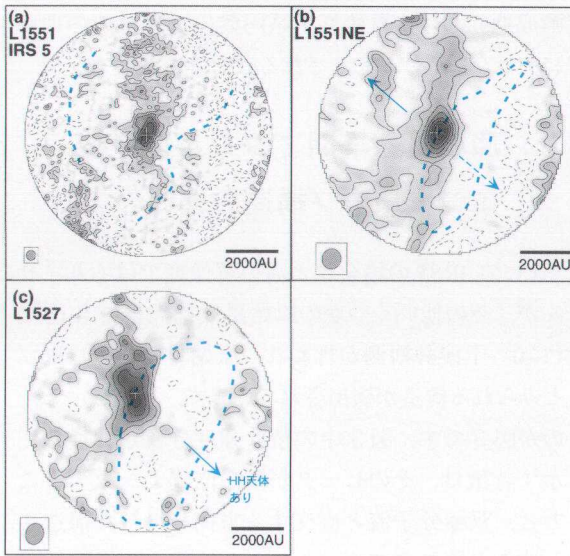 (a)
L1551
IRS 5
2000AU
(b)
L1551NE
2000AU
(c)
L1527
HH天体
あり
2000AU